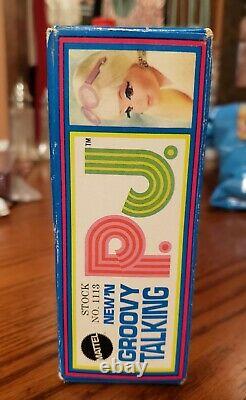 P.J.
TM
STOCK
NO. 1113
NEW'N
GROOVY
TALKING
MATTEL